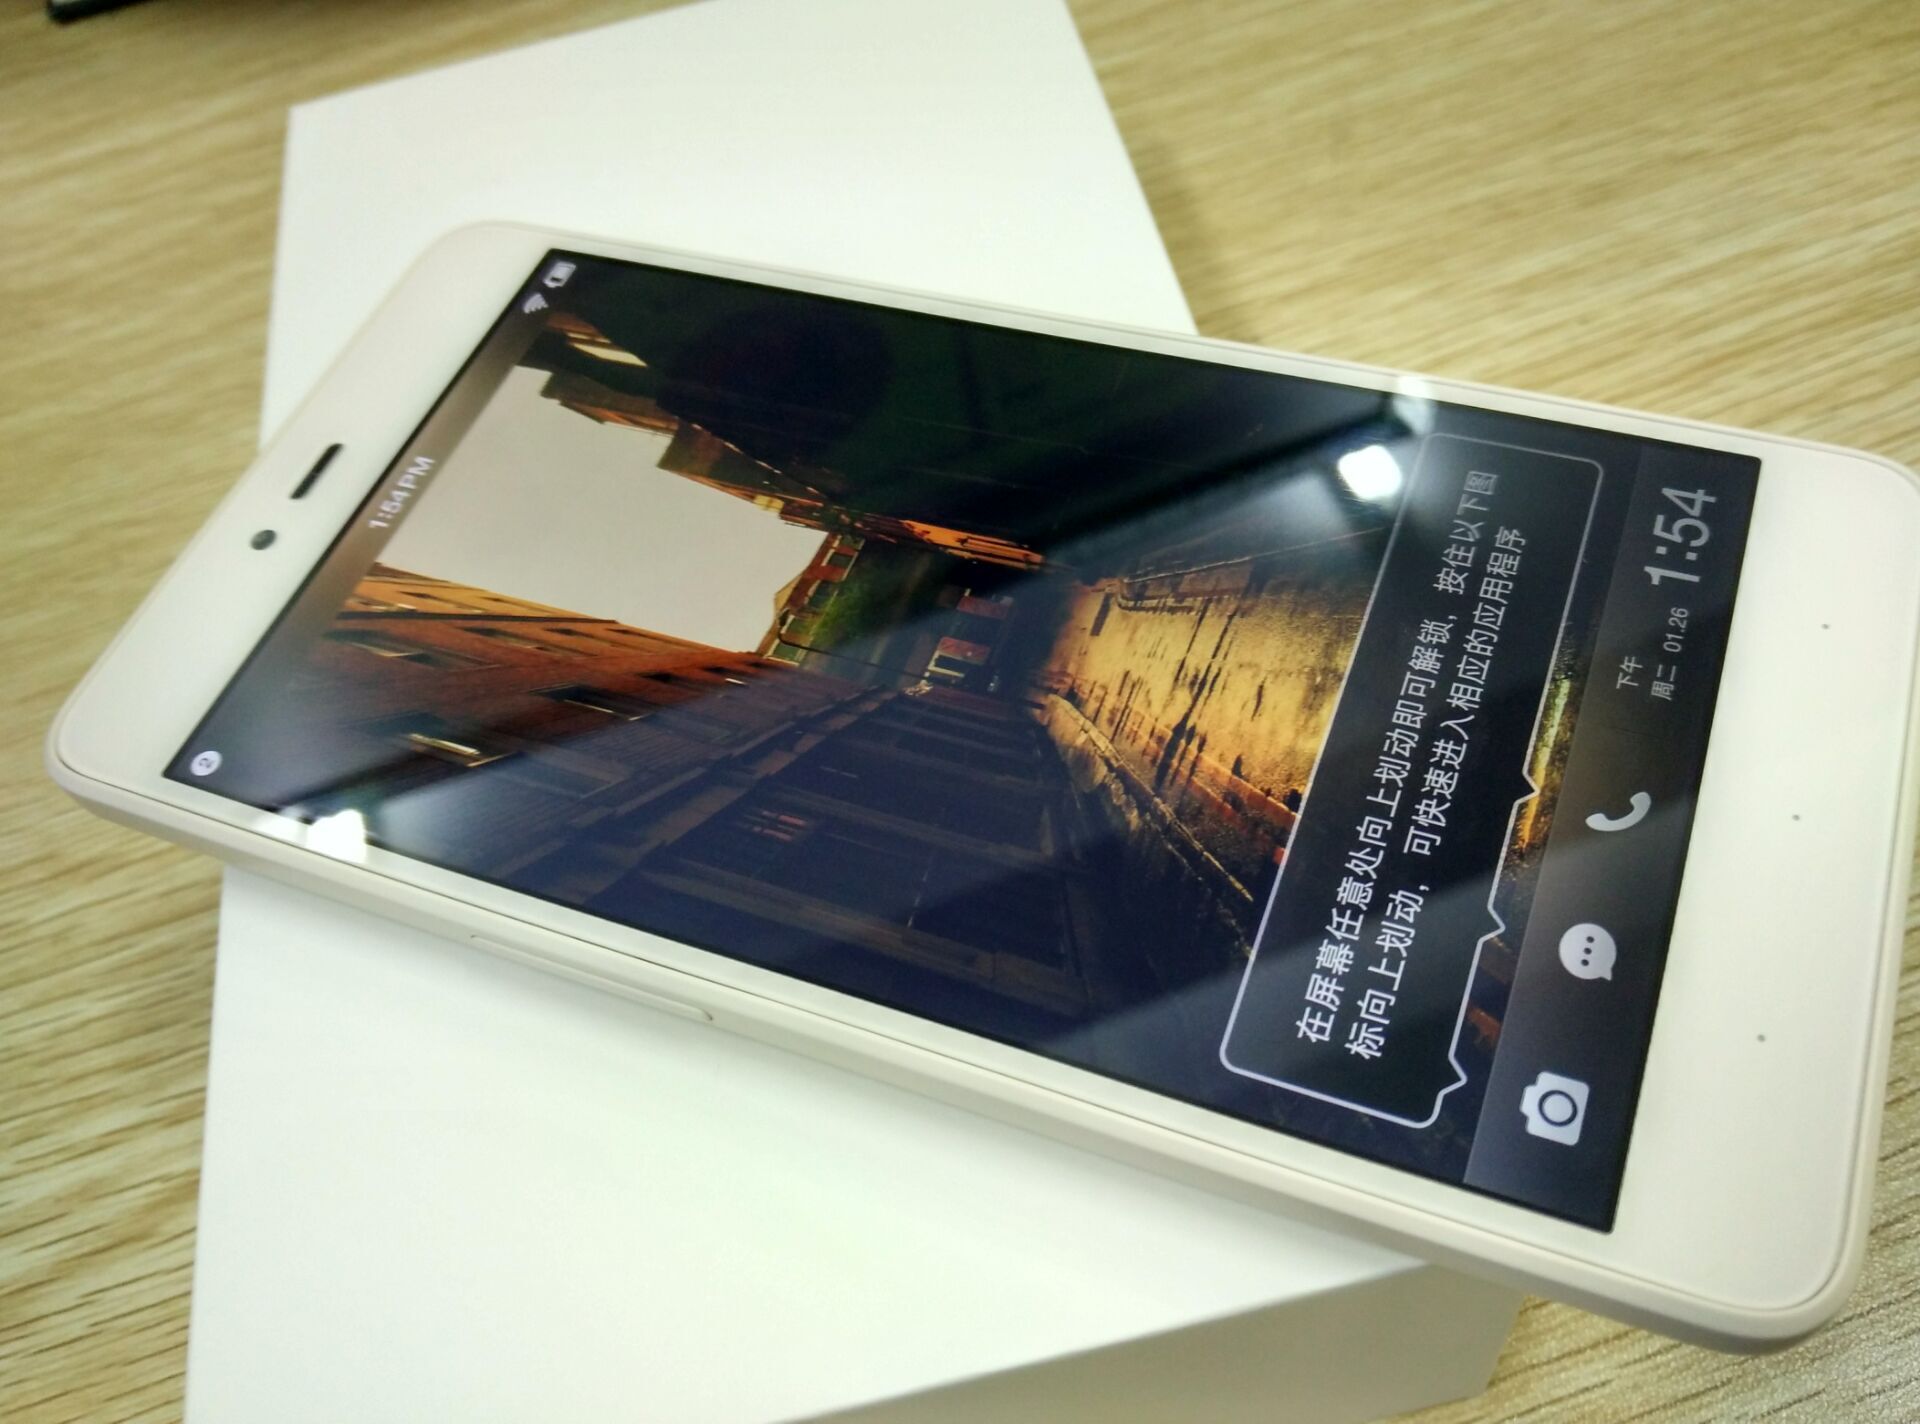 2
1:54PM
在屏幕任意处向上划动即可解锁，按住以下图
标向上划动，可快速进入相应的应用程序
下午
周二 01.26
1:54